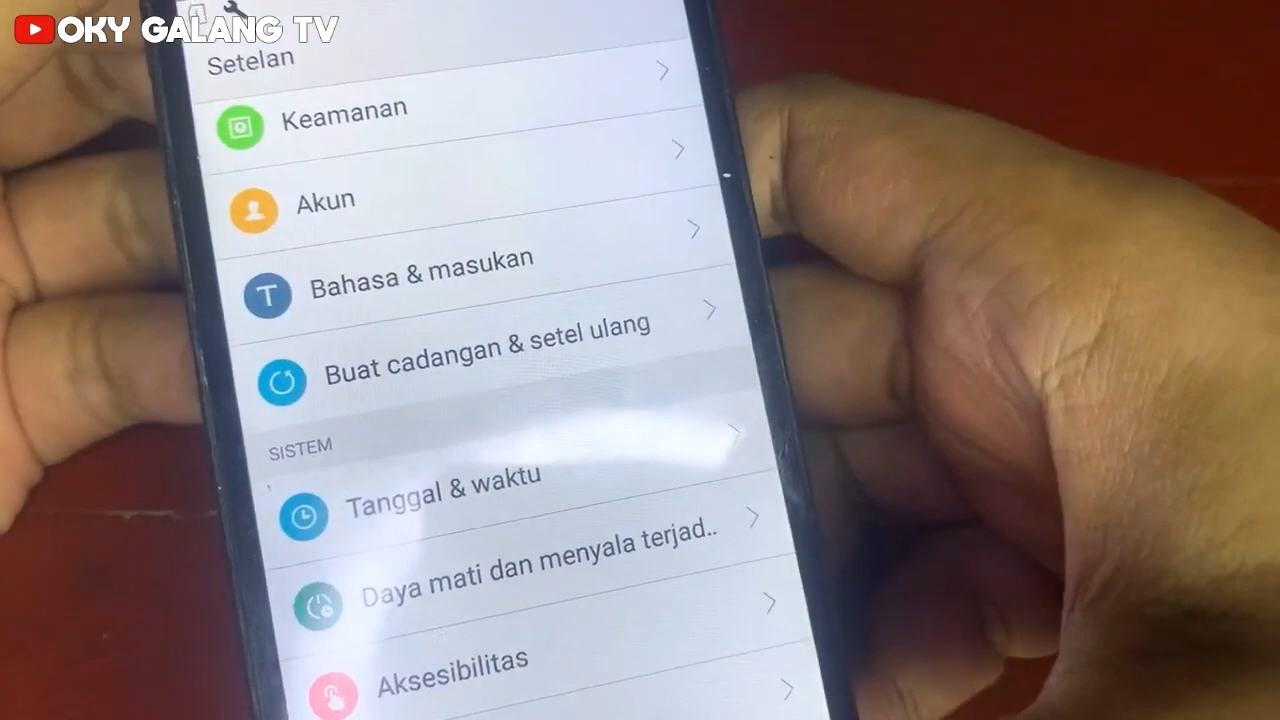 OKY GALANG TV
Setelan
Keamanan
Akun
Bahasa & masukan
Buat cadangan & setel ulang
SISTEM
Tanggal & waktu
Daya mati dan menyala terjad..
Aksesibilitas